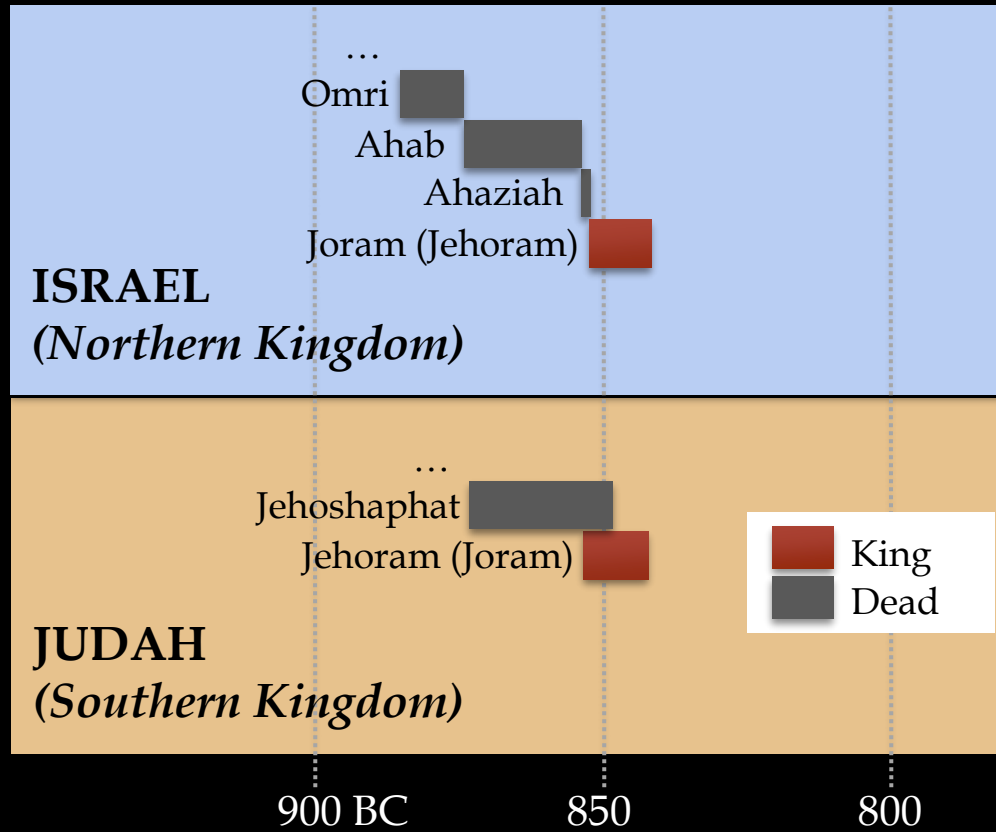 …
Omri
Ahab
Ahaziah
Joram (Jehoram)
ISRAEL
(Northern Kingdom)
…
Jehoshaphat
Jehoram (Joram)
King
Dead
JUDAH
(Southern Kingdom)
900 BC
850
800